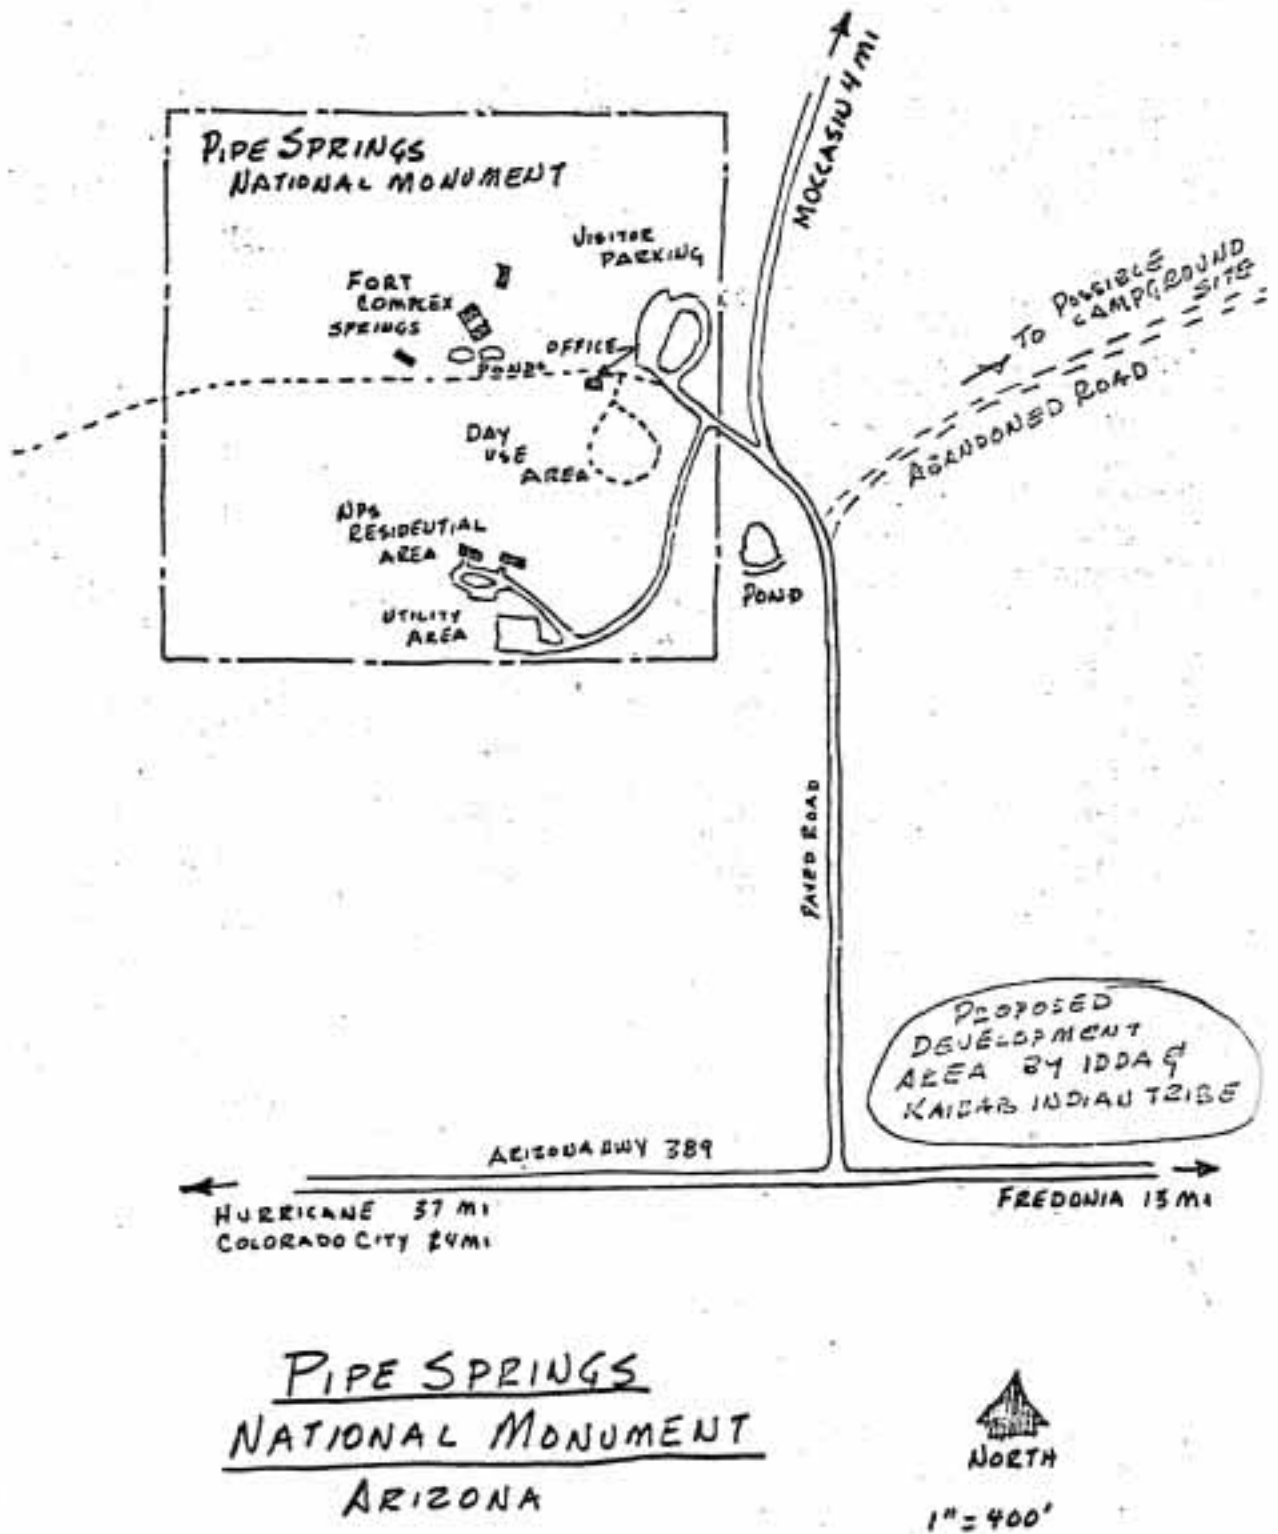 MOCCASIN 4 MI
PIPE SPRINGS
NATIONAL MONUMENT
VISITOR
PARKING
FORT
COMPLEX
SPRINGS
OFFICE
PONDS
TO POSSIBLE
CAMPGROUND
SITE
ABANDONED ROAD
DAY
USE
AREA
NPS
RESIDENTIAL
AREA
POND
UTILITY
AREA
PAVED ROAD
PROPOSED
DEVELOPMENT
AREA BY IDDA &
KAIBAB INDIAN TRIBE
ARIZONA HWY 389
HURRICANE 37 MI
COLORADO CITY 24 MI
FREDONIA 13 MI
PIPE SPRINGS
NATIONAL MONUMENT
ARIZONA
NORTH
1" = 400'